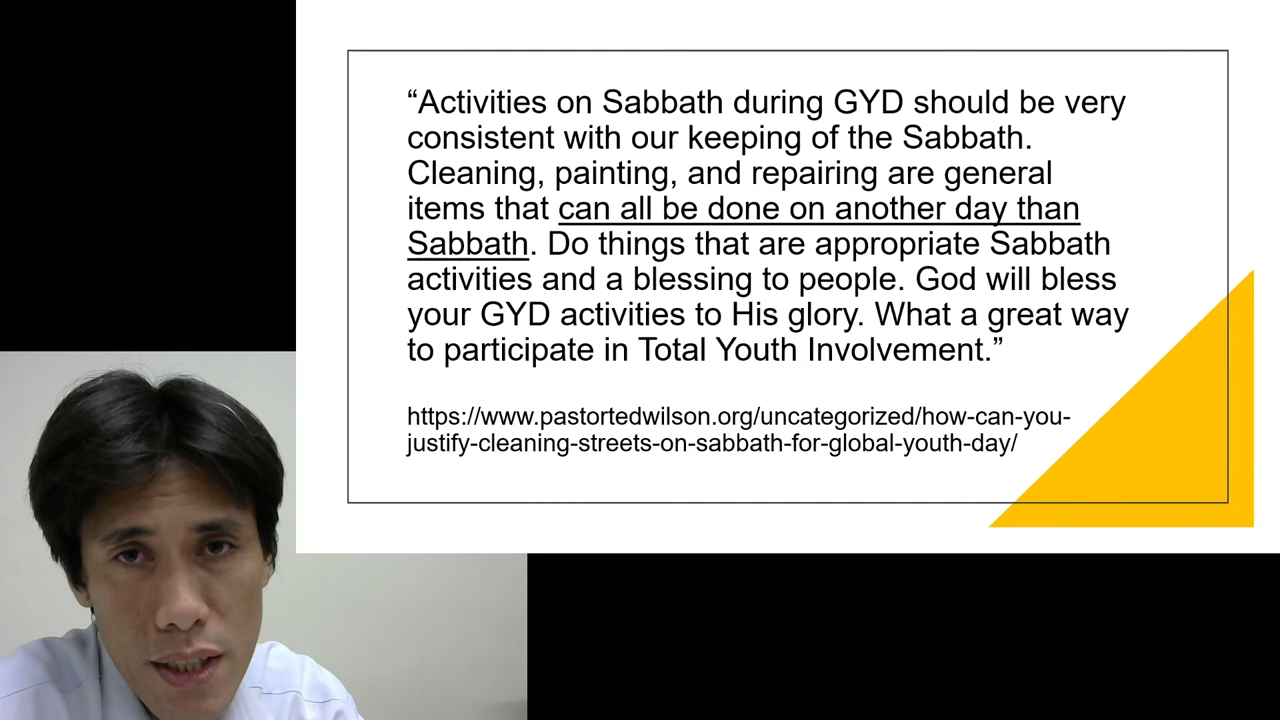 “Activities on Sabbath during GYD should be very
consistent with our keeping of the Sabbath.
Cleaning, painting, and repairing are general
items that can all be done on another day than
Sabbath. Do things that are appropriate Sabbath
activities and a blessing to people. God will bless
your GYD activities to His glory. What a great way
to participate in Total Youth Involvement.”
https://www.pastortedwilson.org/uncategorized/how-can-you-
justify-cleaning-streets-on-sabbath-for-global-youth-day/